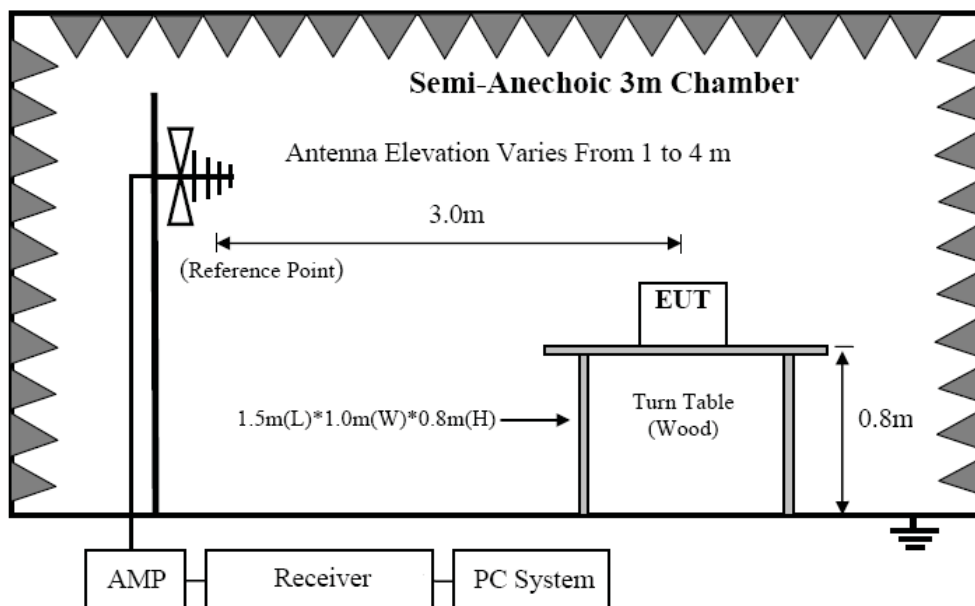 Semi-Anechoic 3m Chamber
Antenna Elevation Varies From 1 to 4 m
3.0m
(Reference Point)
EUT
1.5m(L)*1.0m(W)*0.8m(H)
Turn Table
(Wood)
0.8m
AMP
Receiver
PC System